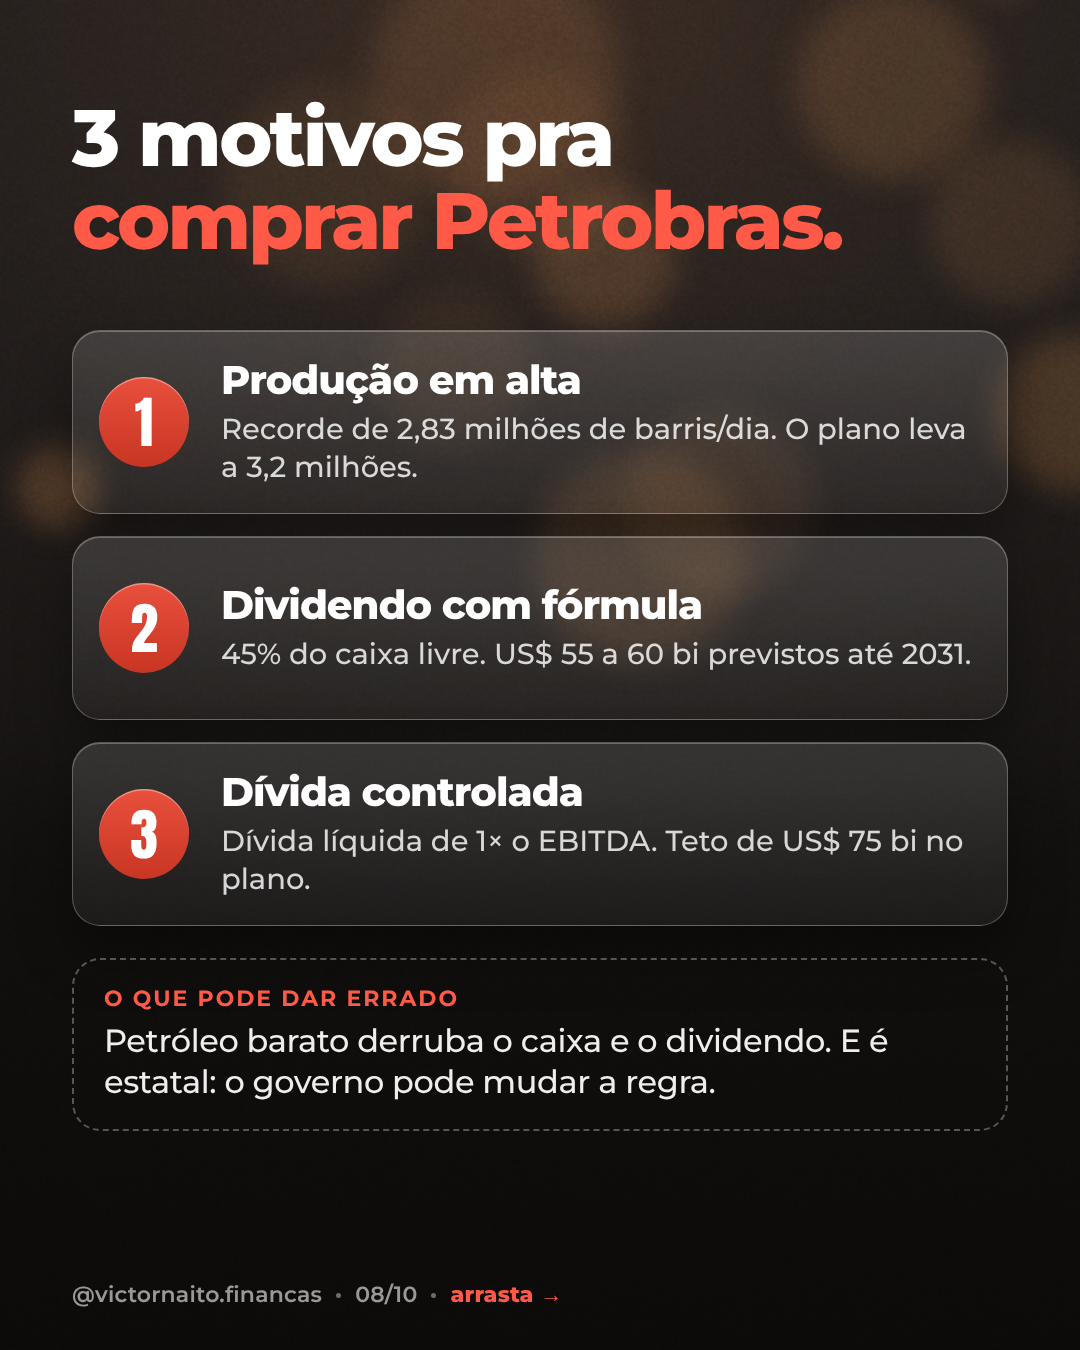 3 motivos pra
comprar Petrobras.
1
Produção em alta
Recorde de 2,83 milhões de barris/dia. O plano leva
a 3,2 milhões.
2
Dividendo com fórmula
45% do caixa livre. US$ 55 a 60 bi previstos até 2031.
3
Dívida controlada
Dívida líquida de 1× o EBITDA. Teto de US$ 75 bi no
plano.
O QUE PODE DAR ERRADO
Petróleo barato derruba o caixa e o dividendo. E é
estatal: o governo pode mudar a regra.
@victornaito.financas • 08/10 • arrasta →